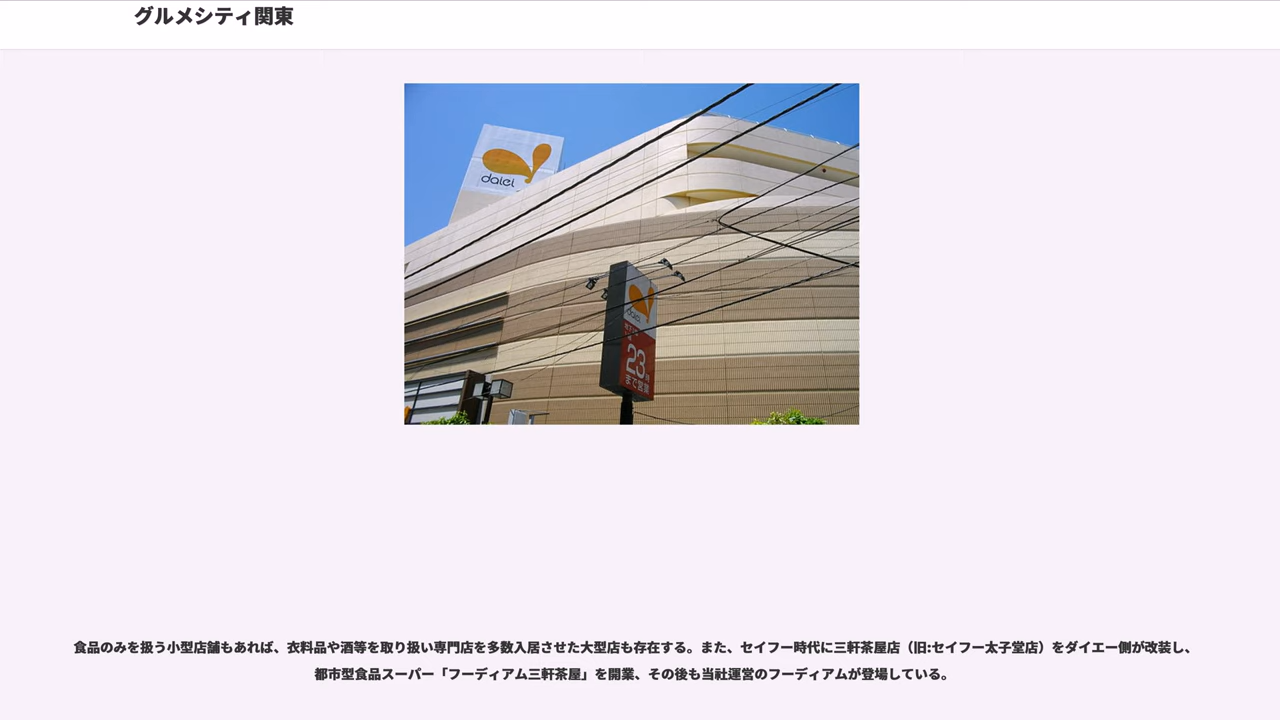 グルメシティ関東
daiei
daiei
23時
まで営業
食品のみを扱う小型店舗もあれば、衣料品や酒等を取り扱い専門店を多数入居させた大型店も存在する。また、セイフー時代に三軒茶屋店（旧:セイフー太子堂店）をダイエー側が改装し、
都市型食品スーパー「フーディアム三軒茶屋」を開業、その後も当社運営のフーディアムが登場している。